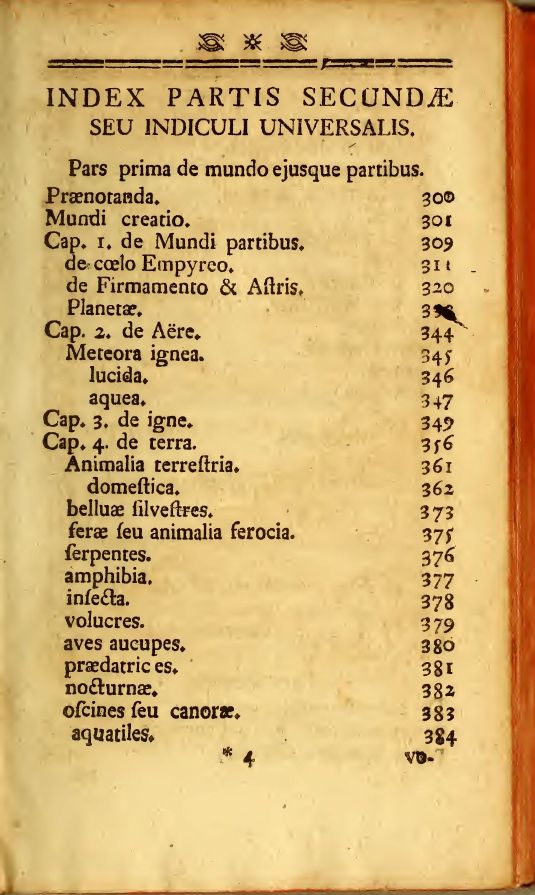 INDEX PARTIS SECUNDÆ
SEU INDICULI UNIVERSALIS.
Pars prima de mundo ejusque partibus.
Prænotanda. 300
Mundi creatio. 301
Cap. 1. de Mundi partibus. 309
de cœlo Empyreo. 311
de Firmamento & Aſtris. 320
Planetæ.
Cap. 2. de Aëre. 344
Meteora ignea. 345
lucida. 346
aquea. 347
Cap. 3. de igne. 349
Cap. 4. de terra. 356
Animalia terreſtria. 361
domeſtica. 362
belluæ ſilveſtres. 373
feræ ſeu animalia ferocia. 375
ſerpentes. 376
amphibia. 377
inſecta. 378
volucres. 379
aves aucupes. 380
prædatric es. 381
nocturnæ. 382
oſcines ſeu canoræ. 383
aquatiles. 384
* 4 vo-